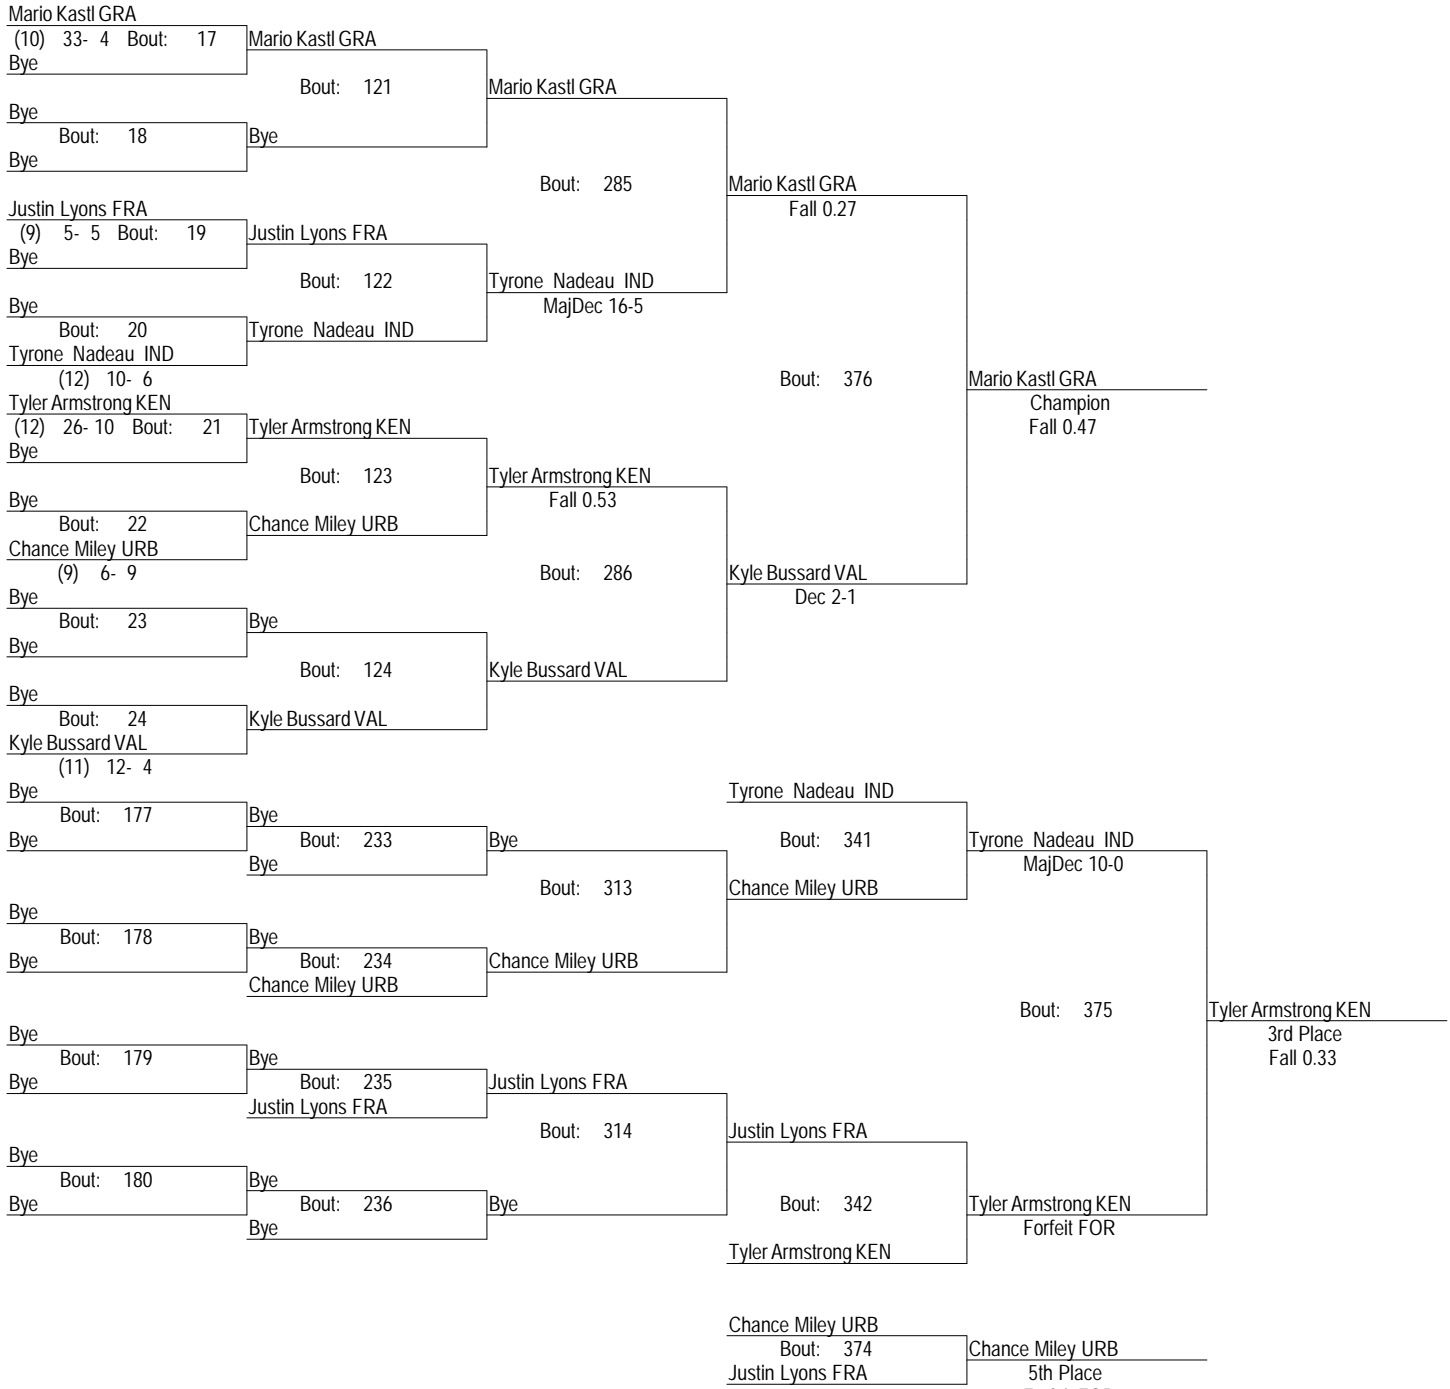 Mario Kastl GRA
(10) 33- 4 Bout: 17 Mario Kastl GRA
Bye
Bout: 121 Mario Kastl GRA
Bye
Bout: 18 Bye
Bye
Bout: 285 Mario Kastl GRA
Fall 0.27
Justin Lyons FRA
(9) 5- 5 Bout: 19 Justin Lyons FRA
Bye
Bout: 122 Tyrone Nadeau IND
MajDec 16-5
Bye
Bout: 20 Tyrone Nadeau IND
Tyrone Nadeau IND
(12) 10- 6
Bout: 376 Mario Kastl GRA
Champion
Fall 0.47
Tyler Armstrong KEN
(12) 26- 10 Bout: 21 Tyler Armstrong KEN
Bye
Bout: 123 Tyler Armstrong KEN
Fall 0.53
Bye
Bout: 22 Chance Miley URB
Chance Miley URB
(9) 6- 9
Bout: 286 Kyle Bussard VAL
Dec 2-1
Bye
Bout: 23 Bye
Bye
Bout: 124 Kyle Bussard VAL
Bye
Bout: 24 Kyle Bussard VAL
Kyle Bussard VAL
(11) 12- 4
Bye
Tyrone Nadeau IND
Bout: 177 Bye
Bye
Bout: 233 Bye
Bye
Bout: 341 Tyrone Nadeau IND
MajDec 10-0
Bout: 313 Chance Miley URB
Bye
Bout: 178 Bye
Bye
Bout: 234 Chance Miley URB
Chance Miley URB
Bout: 375 Tyler Armstrong KEN
3rd Place
Fall 0.33
Bye
Bout: 179 Bye
Bye
Bout: 235 Justin Lyons FRA
Justin Lyons FRA
Bout: 314 Justin Lyons FRA
Bye
Bout: 180 Bye
Bye
Bout: 236 Bye
Bye
Bout: 342 Tyler Armstrong KEN
Forfeit FOR
Tyler Armstrong KEN
Chance Miley URB
Bout: 374 Chance Miley URB
Justin Lyons FRA
5th Place